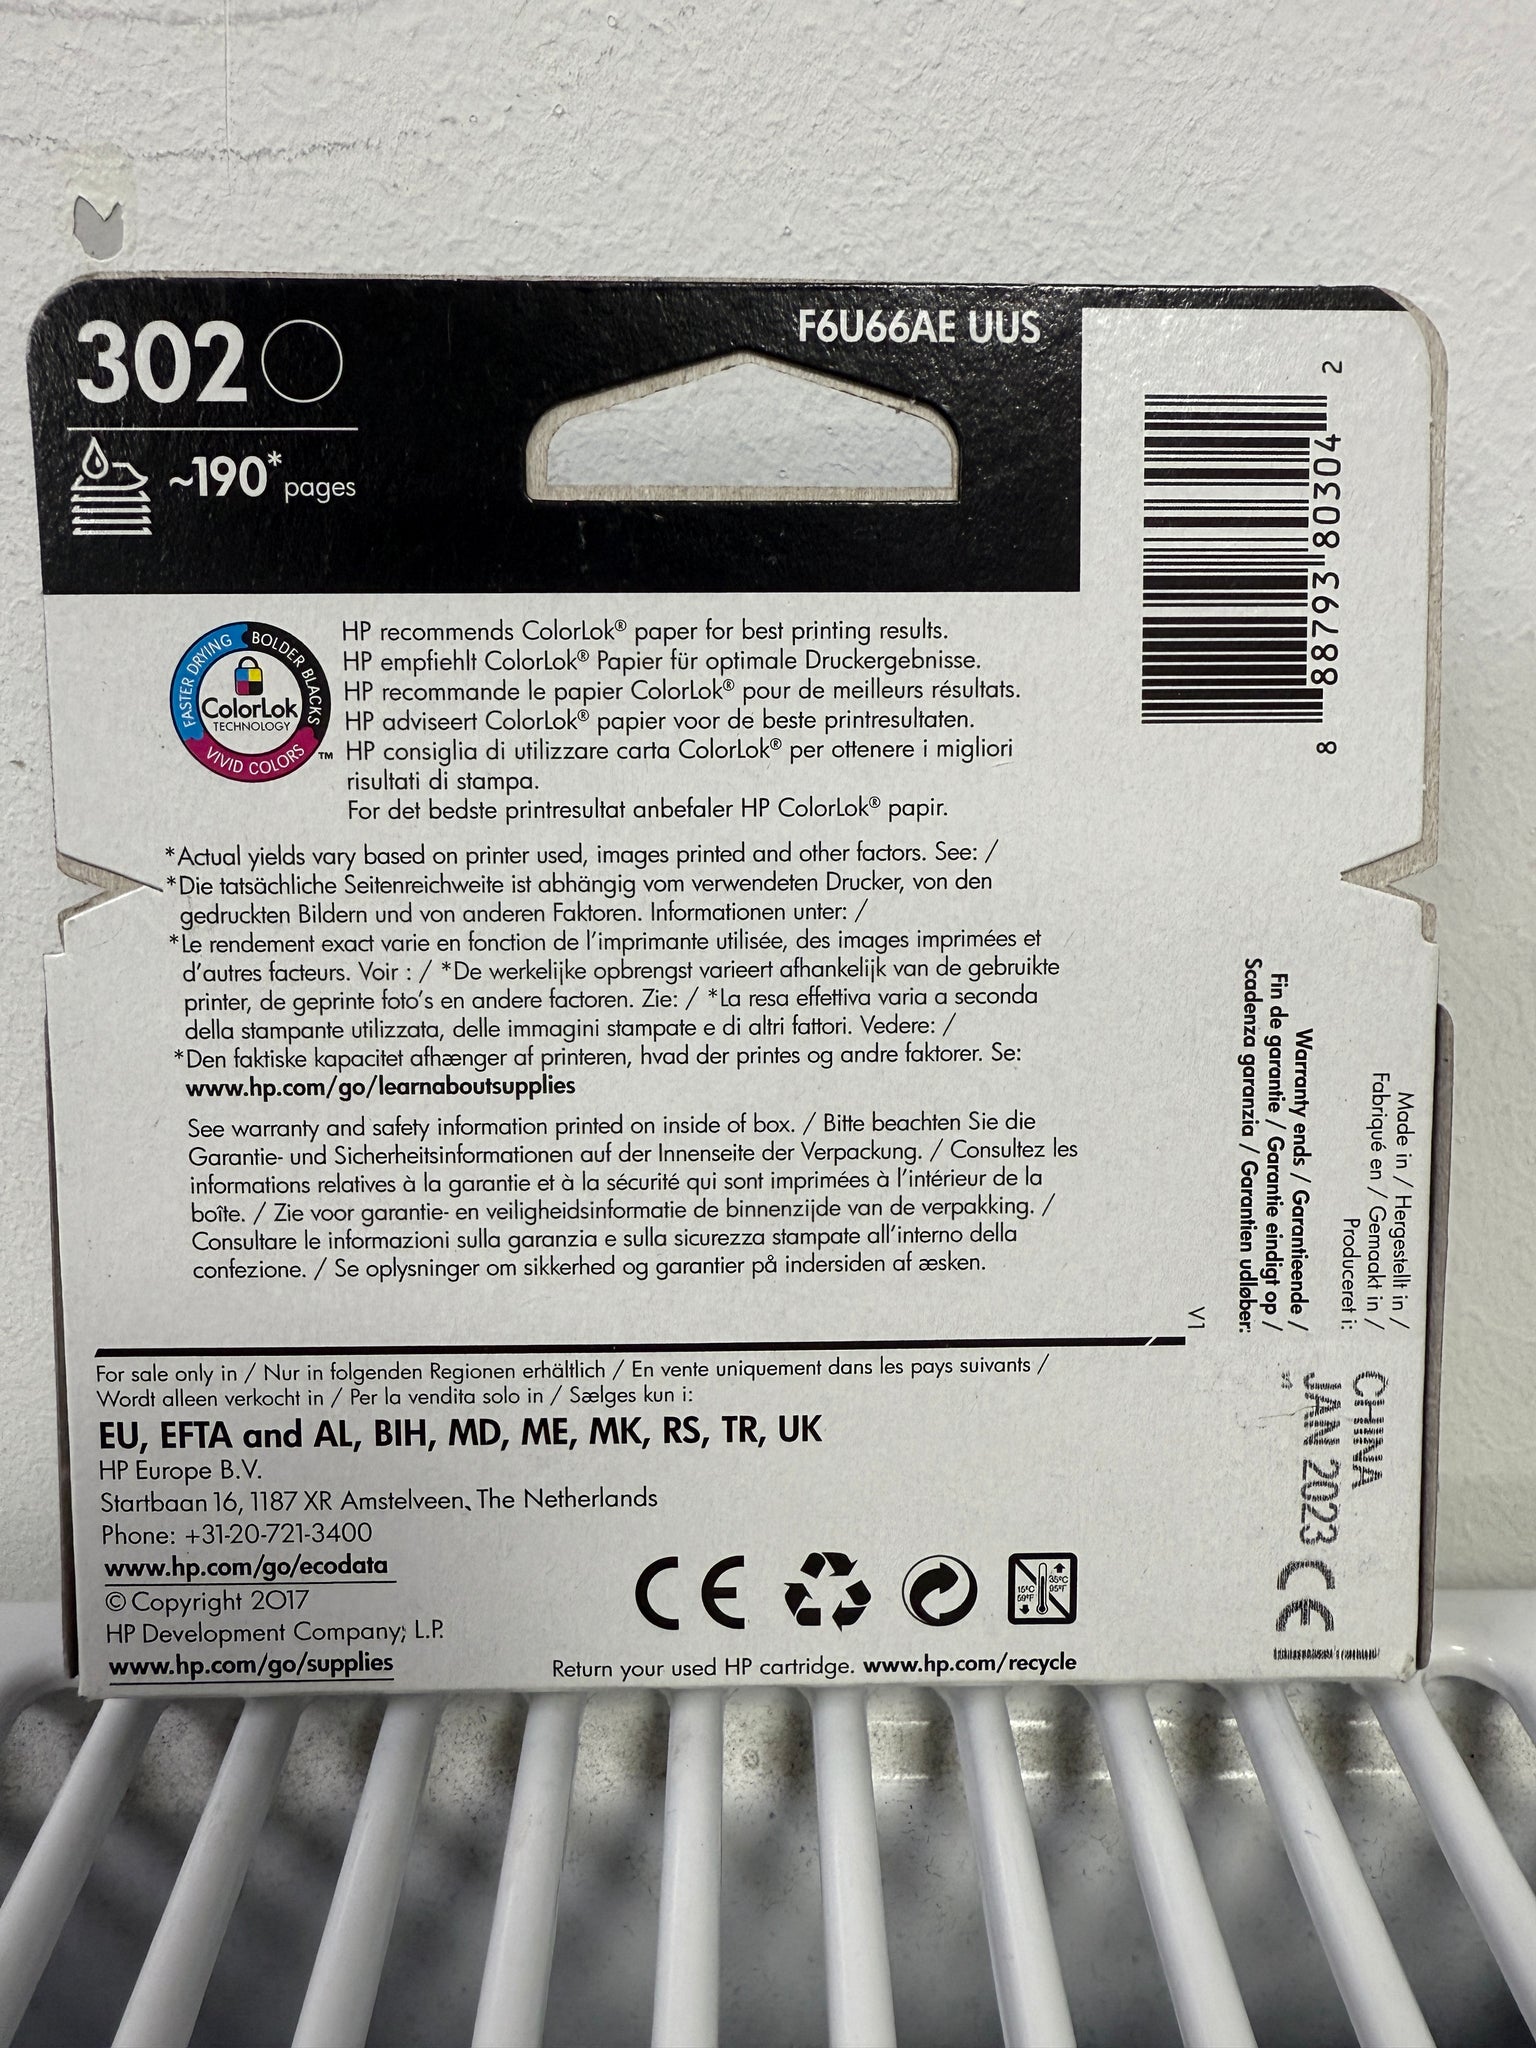 302
F6U66AE UUS
~190* pages
2
88793 80304
8
FASTER DRYING
BOLDER BLACKS
ColorLok
TECHNOLOGY
VIVID COLORS
™
HP recommends ColorLok® paper for best printing results.
HP empfiehlt ColorLok® Papier für optimale Druckergebnisse.
HP recommande le papier ColorLok® pour de meilleurs résultats.
HP adviseert ColorLok® papier voor de beste printresultaten.
HP consiglia di utilizzare carta ColorLok® per ottenere i migliori
risultati di stampa.
For det bedste printresultat anbefaler HP ColorLok® papir.
*Actual yields vary based on printer used, images printed and other factors. See: /
*Die tatsächliche Seitenreichweite ist abhängig vom verwendeten Drucker, von den
gedruckten Bildern und von anderen Faktoren. Informationen unter: /
*Le rendement exact varie en fonction de l'imprimante utilisée, des images imprimées et
d'autres facteurs. Voir : / *De werkelijke opbrengst varieert afhankelijk van de gebruikte
printer, de geprinte foto's en andere factoren. Zie: / *La resa effettiva varia a seconda
della stampante utilizzata, delle immagini stampate e di altri fattori. Vedere: /
*Den faktiske kapacitet afhænger af printeren, hvad der printes og andre faktorer. Se:
www.hp.com/go/learnaboutsupplies
See warranty and safety information printed on inside of box. / Bitte beachten Sie die
Garantie- und Sicherheitsinformationen auf der Innenseite der Verpackung. / Consultez les
informations relatives à la garantie et à la sécurité qui sont imprimées à l'intérieur de la
boîte. / Zie voor garantie- en veiligheidsinformatie de binnenzijde van de verpakking. /
Consultare le informazioni sulla garanzia e sulla sicurezza stampate all'interno della
confezione. / Se oplysninger om sikkerhed og garantier på indersiden af æsken.
V1
Made in / Hergestellt in /
Fabriqué en / Gemaakt in /
Produceret i:
Warranty ends / Garantieende /
Fin de garantie / Garantie eindigt op /
Scadenza garanzia / Garantien udløber:
CHINA
JAN 2023
CE
For sale only in / Nur in folgenden Regionen erhältlich / En vente uniquement dans les pays suivants /
Wordt alleen verkocht in / Per la vendita solo in / Sælges kun i:
EU, EFTA and AL, BIH, MD, ME, MK, RS, TR, UK
HP Europe B.V.
Startbaan 16, 1187 XR Amstelveen, The Netherlands
Phone: +31-20-721-3400
www.hp.com/go/ecodata
© Copyright 2017
HP Development Company, L.P.
www.hp.com/go/supplies
CE
15°C
59°F
35°C
95°F
Return your used HP cartridge. www.hp.com/recycle